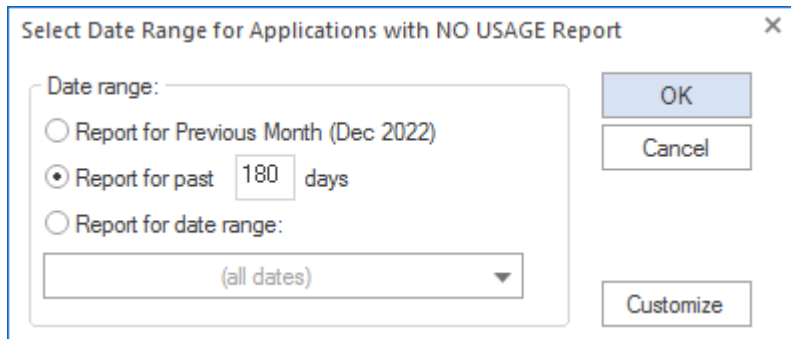 Select Date Range for Applications with NO USAGE Report
Date range:
Report for Previous Month (Dec 2022)
Report for past 180 days
Report for date range:
(all dates)
OK
Cancel
Customize